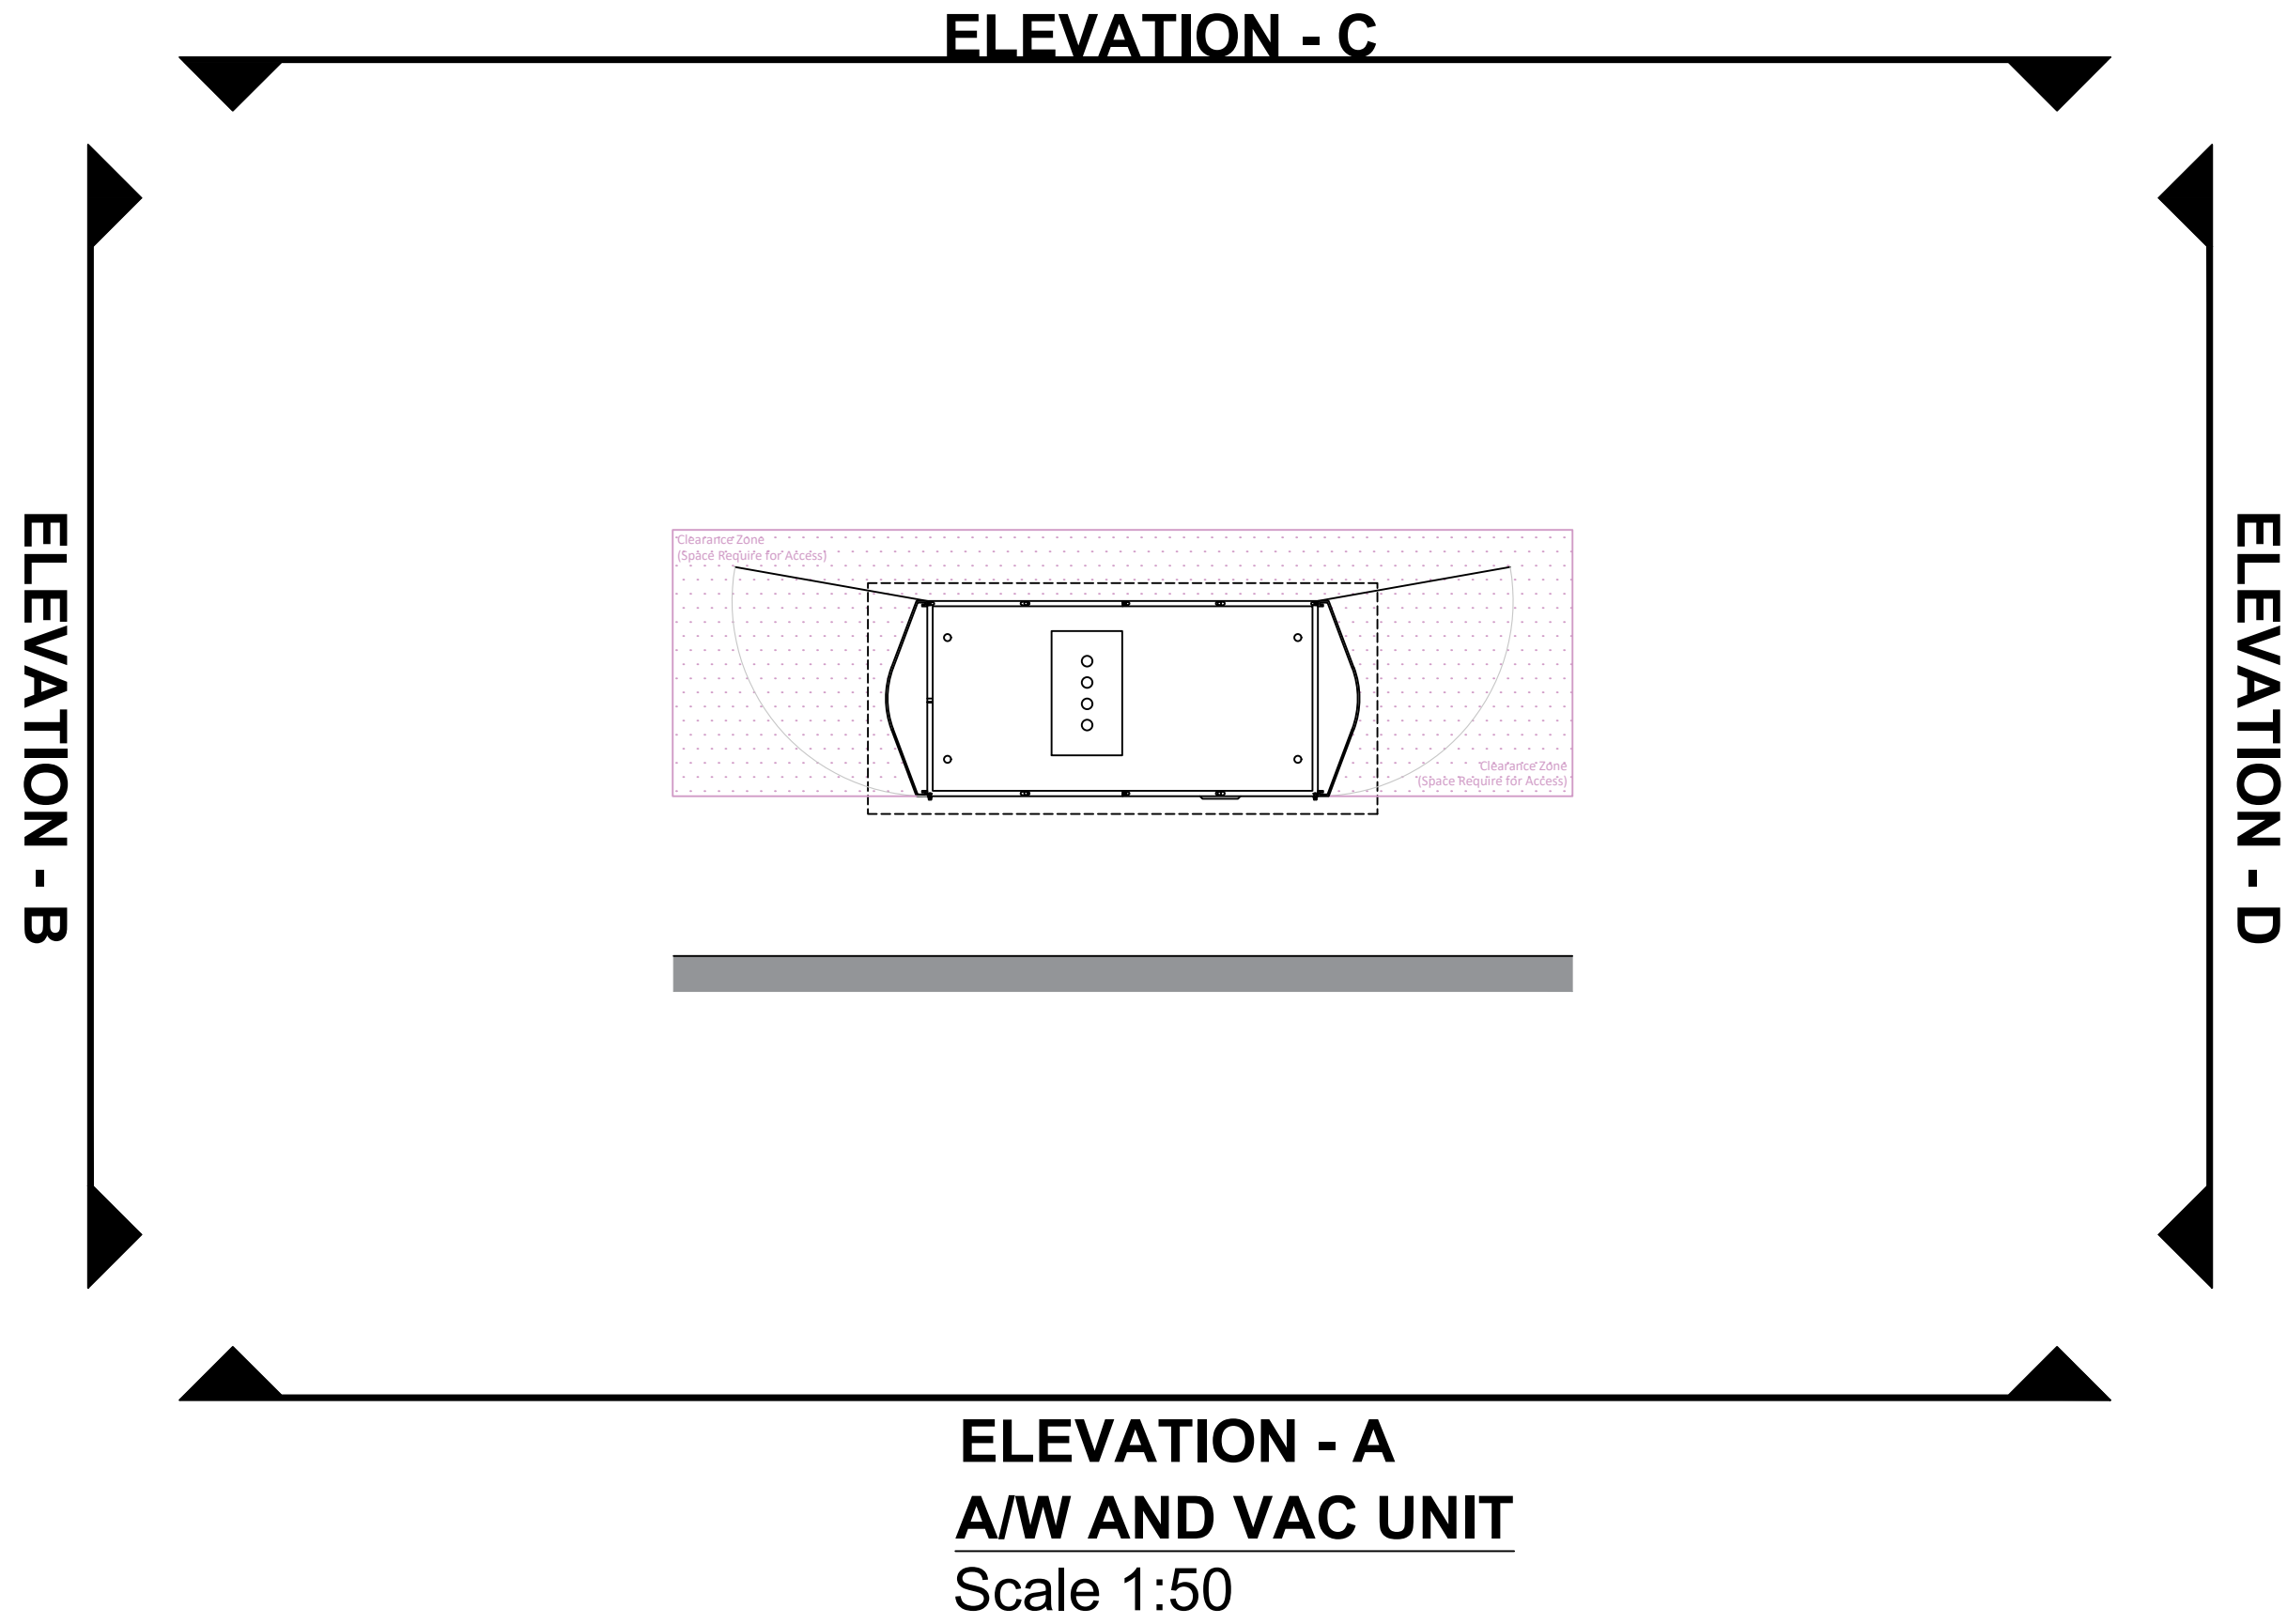 ELEVATION - C
Clearance Zone
(Space Require for Access)
ELEVATION - B
ELEVATION - D
Clearance Zone
(Space Require for Access)
ELEVATION - A
A/W AND VAC UNIT
Scale 1:50